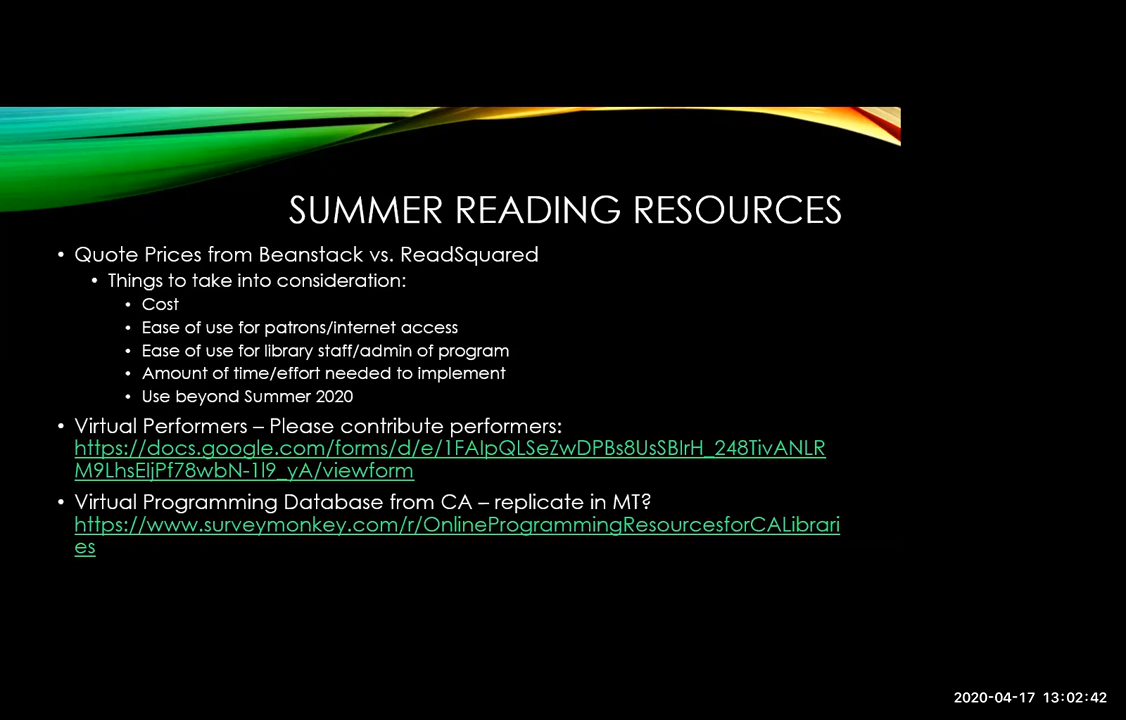 SUMMER READING RESOURCES
• Quote Prices from Beanstack vs. ReadSquared
• Things to take into consideration:
• Cost
• Ease of use for patrons/internet access
• Ease of use for library staff/admin of program
• Amount of time/effort needed to implement
• Use beyond Summer 2020
• Virtual Performers – Please contribute performers:
https://docs.google.com/forms/d/e/1FAIpQLSeZwDPBs8UsSBIrH_248TivANLR
M9LhsEljPf78wbN-1l9_yA/viewform
• Virtual Programming Database from CA – replicate in MT?
https://www.surveymonkey.com/r/OnlineProgrammingResourcesforCALibrari
es
2020-04-17 13:02:42